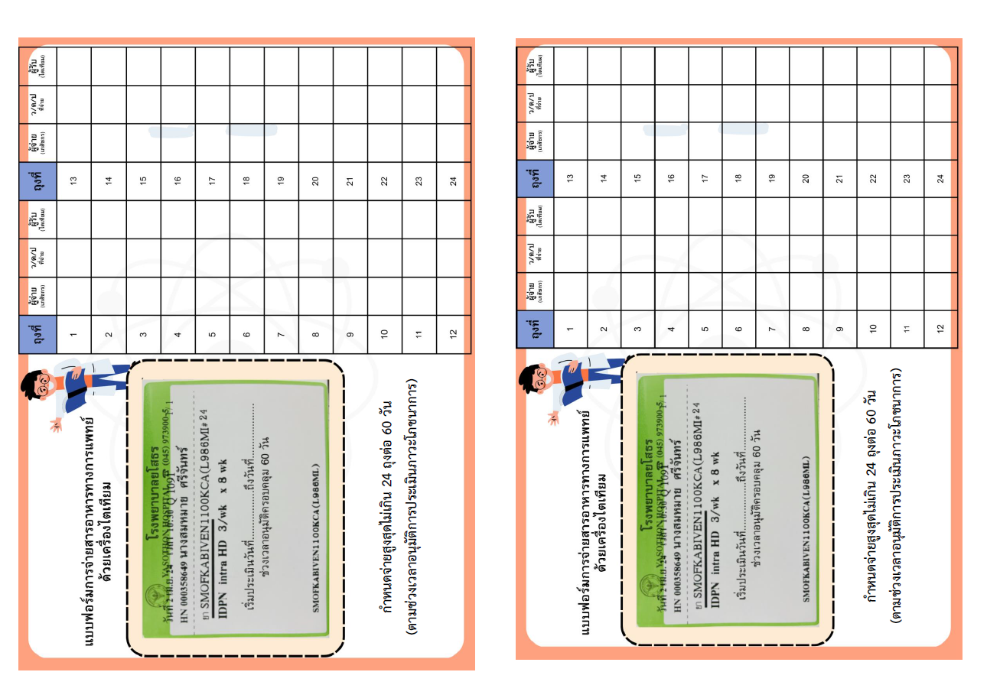 แบบฟอร์มการจ่ายสารอาหารทางการแพทย์
ด้วยเครื่องไตเทียม
โรงพยาบาลยโสธร
YASOTHON HOSPITAL ☎ (045) 973900-5
วันที่ 2 เม.ย. 24 เวลา 10:30 Q 1091 1/1
HN 000358649 นางสมหมาย ศรีจันทร์
ยา SMOFKABIVEN1100KCA(L986MI# 24
IDPN intra HD 3/wk x 8 wk
เริ่มประเมินวันที่....................ถึงวันที่....................
ช่วงเวลาอนุมัติครอบคลุม 60 วัน
SMOFKABIVEN1100KCA(L986ML)
กำหนดจ่ายสูงสุดไม่เกิน 24 ถุงต่อ 60 วัน
(ตามช่วงเวลาอนุมัติการประเมินภาวะโภชนาการ)
ถุงที่ ผู้จ่าย (เภสัชกร) ว/ด/ป ที่จ่าย ผู้รับ (ไตเทียม) ถุงที่ ผู้จ่าย (เภสัชกร) ว/ด/ป ที่จ่าย ผู้รับ (ไตเทียม)
1 13
2 14
3 15
4 16
5 17
6 18
7 19
8 20
9 21
10 22
11 23
12 24
แบบฟอร์มการจ่ายสารอาหารทางการแพทย์
ด้วยเครื่องไตเทียม
โรงพยาบาลยโสธร
YASOTHON HOSPITAL ☎ (045) 973900-5
วันที่ 2 เม.ย. 24 เวลา 10:30 Q 1091 1/1
HN 000358649 นางสมหมาย ศรีจันทร์
ยา SMOFKABIVEN1100KCA(L986MI# 24
IDPN intra HD 3/wk x 8 wk
เริ่มประเมินวันที่....................ถึงวันที่....................
ช่วงเวลาอนุมัติครอบคลุม 60 วัน
SMOFKABIVEN1100KCA(L986ML)
กำหนดจ่ายสูงสุดไม่เกิน 24 ถุงต่อ 60 วัน
(ตามช่วงเวลาอนุมัติการประเมินภาวะโภชนาการ)
ถุงที่ ผู้จ่าย (เภสัชกร) ว/ด/ป ที่จ่าย ผู้รับ (ไตเทียม) ถุงที่ ผู้จ่าย (เภสัชกร) ว/ด/ป ที่จ่าย ผู้รับ (ไตเทียม)
1 13
2 14
3 15
4 16
5 17
6 18
7 19
8 20
9 21
10 22
11 23
12 24